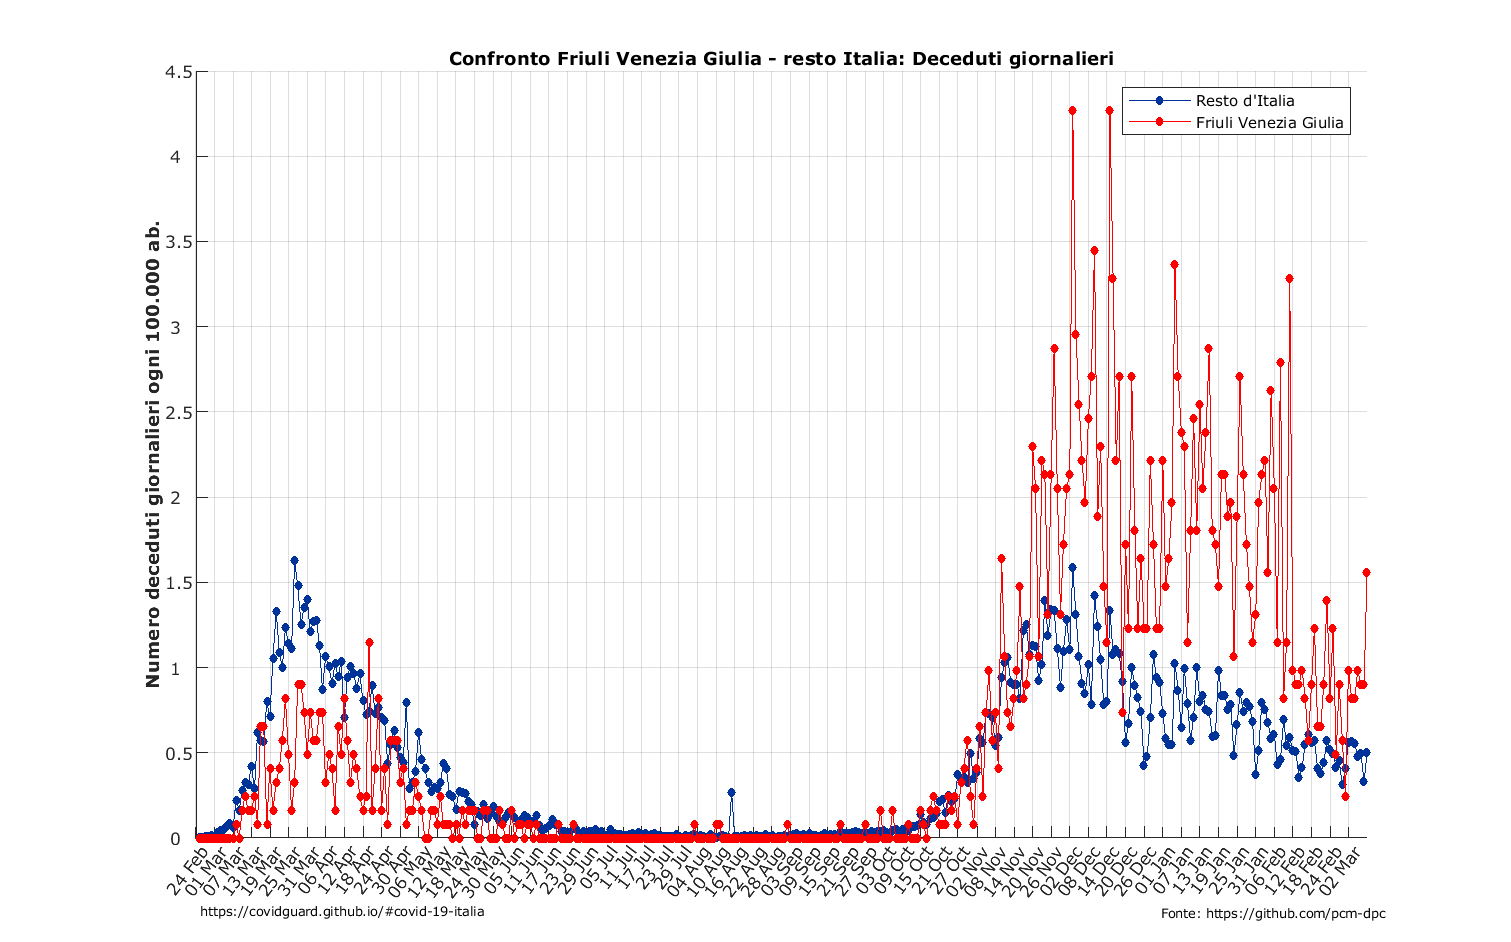 Confronto Friuli Venezia Giulia - resto Italia: Deceduti giornalieri
Numero deceduti giornalieri ogni 100.000 ab.
4.5
4
3.5
3
2.5
2
1.5
1
0.5
0
Resto d'Italia
Friuli Venezia Giulia
24 Feb
01 Mar
07 Mar
13 Mar
19 Mar
25 Mar
31 Mar
06 Apr
12 Apr
18 Apr
24 Apr
30 Apr
06 May
12 May
18 May
24 May
30 May
05 Jun
11 Jun
17 Jun
23 Jun
29 Jun
05 Jul
11 Jul
17 Jul
23 Jul
29 Jul
04 Aug
10 Aug
16 Aug
22 Aug
28 Aug
03 Sep
09 Sep
15 Sep
21 Sep
27 Sep
03 Oct
09 Oct
15 Oct
21 Oct
27 Oct
02 Nov
08 Nov
14 Nov
20 Nov
26 Nov
02 Dec
08 Dec
14 Dec
20 Dec
26 Dec
01 Jan
07 Jan
13 Jan
19 Jan
25 Jan
31 Jan
06 Feb
12 Feb
18 Feb
24 Feb
02 Mar
https://covidguard.github.io/#covid-19-italia
Fonte: https://github.com/pcm-dpc